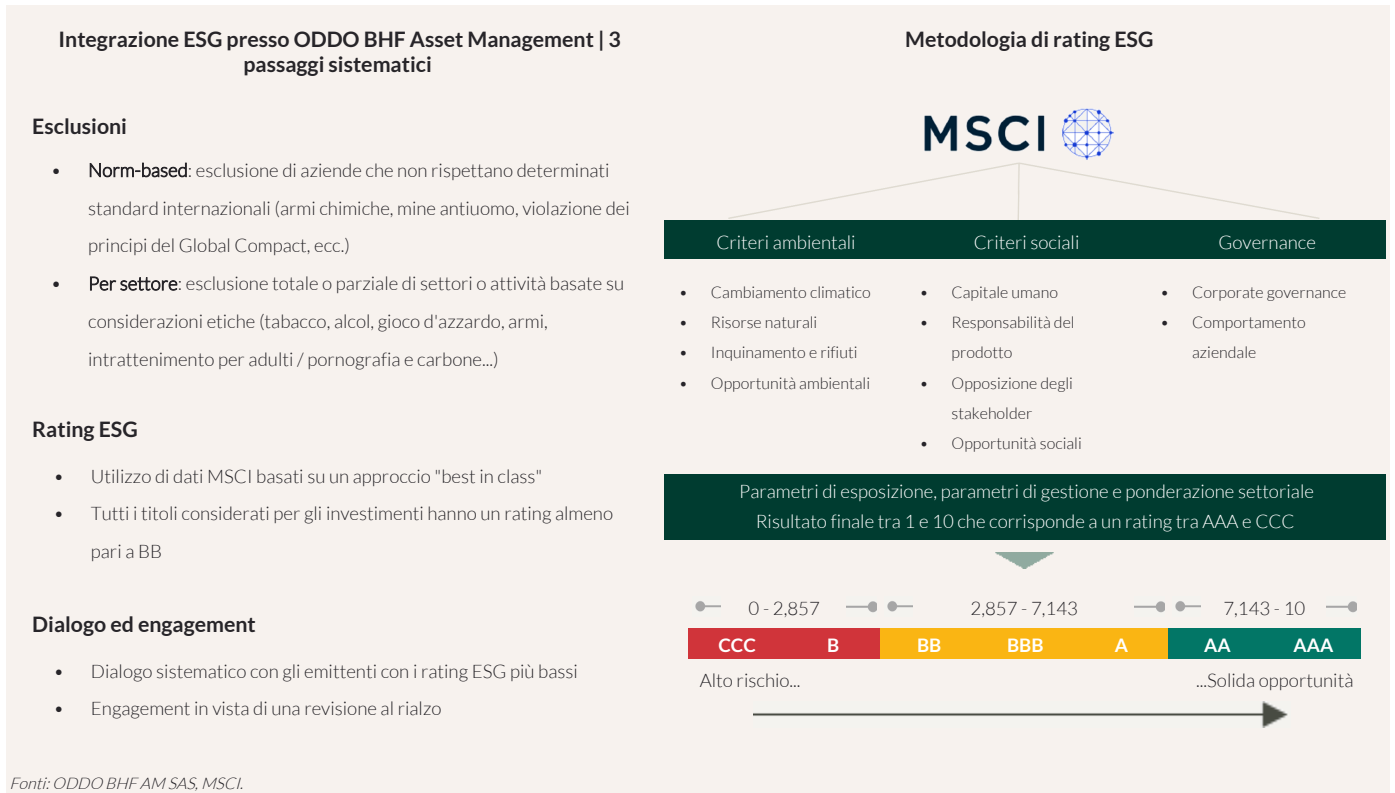 Integrazione ESG presso ODDO BHF Asset Management | 3
passaggi sistematici
Esclusioni
• Norm-based: esclusione di aziende che non rispettano determinati
standard internazionali (armi chimiche, mine antiuomo, violazione dei
principi del Global Compact, ecc.)
• Per settore: esclusione totale o parziale di settori o attività basate su
considerazioni etiche (tabacco, alcol, gioco d'azzardo, armi,
intrattenimento per adulti / pornografia e carbone...)
Rating ESG
• Utilizzo di dati MSCI basati su un approccio "best in class"
• Tutti i titoli considerati per gli investimenti hanno un rating almeno
pari a BB
Dialogo ed engagement
• Dialogo sistematico con gli emittenti con i rating ESG più bassi
• Engagement in vista di una revisione al rialzo
Metodologia di rating ESG
MSCI
Criteri ambientali
• Cambiamento climatico
• Risorse naturali
• Inquinamento e rifiuti
• Opportunità ambientali
Criteri sociali
• Capitale umano
• Responsabilità del
prodotto
• Opposizione degli
stakeholder
• Opportunità sociali
Governance
• Corporate governance
• Comportamento
aziendale
Parametri di esposizione, parametri di gestione e ponderazione settoriale
Risultato finale tra 1 e 10 che corrisponde a un rating tra AAA e CCC
0 - 2,857 2,857 - 7,143 7,143 - 10
CCC B BB BBB A AA AAA
Alto rischio... ...Solida opportunità
Fonti: ODDO BHF AM SAS, MSCI.